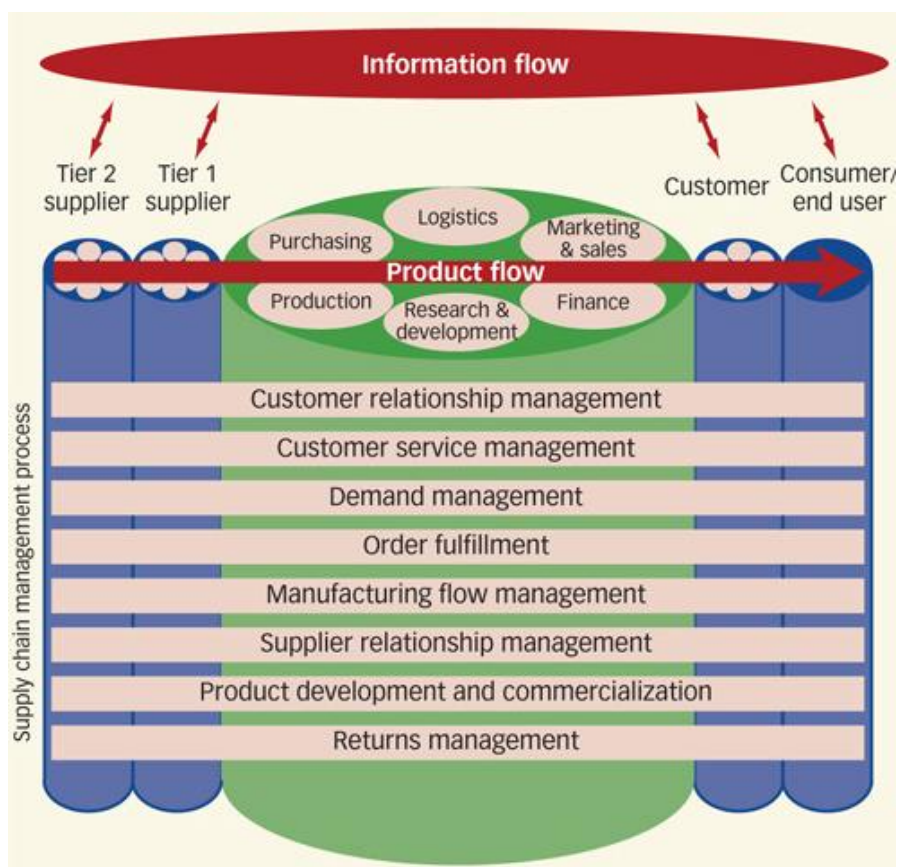 Information flow
Tier 2
supplier
Tier 1
supplier
Customer
Consumer/
end user
Logistics
Purchasing
Marketing
& sales
Product flow
Production
Research &
development
Finance
Supply chain management process
Customer relationship management
Customer service management
Demand management
Order fulfillment
Manufacturing flow management
Supplier relationship management
Product development and commercialization
Returns management